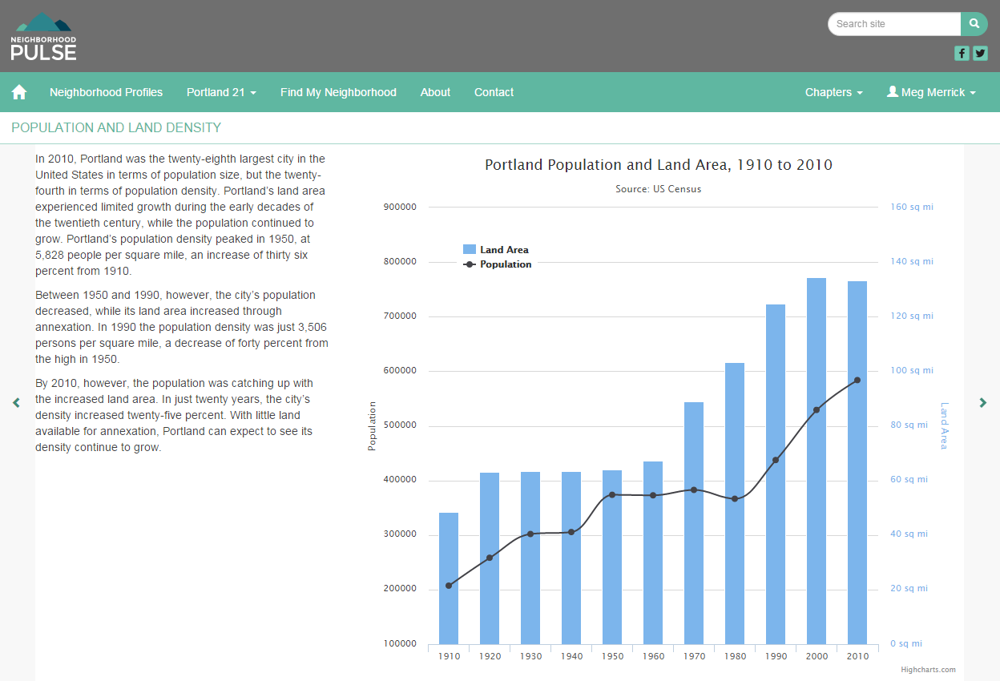 NEIGHBORHOOD
PULSE
Search site
Neighborhood Profiles
Portland 21
Find My Neighborhood
About
Contact
Chapters
Meg Merrick
POPULATION AND LAND DENSITY
In 2010, Portland was the twenty-eighth largest city in the
United States in terms of population size, but the twenty-
fourth in terms of population density. Portland's land area
experienced limited growth during the early decades of
the twentieth century, while the population continued to
grow. Portland's population density peaked in 1950, at
5,828 people per square mile, an increase of thirty six
percent from 1910.
Between 1950 and 1990, however, the city's population
decreased, while its land area increased through
annexation. In 1990 the population density was just 3,506
persons per square mile, a decrease of forty percent from
the high in 1950.
By 2010, however, the population was catching up with
the increased land area. In just twenty years, the city's
density increased twenty-five percent. With little land
available for annexation, Portland can expect to see its
density continue to grow.
Portland Population and Land Area, 1910 to 2010
Source: US Census
Land Area
Population
Population
900000
800000
700000
600000
500000
400000
300000
200000
100000
160 sq mi
140 sq mi
120 sq mi
100 sq mi
80 sq mi
60 sq mi
40 sq mi
20 sq mi
0 sq mi
Land Area
1910 1920 1930 1940 1950 1960 1970 1980 1990 2000 2010
Highcharts.com